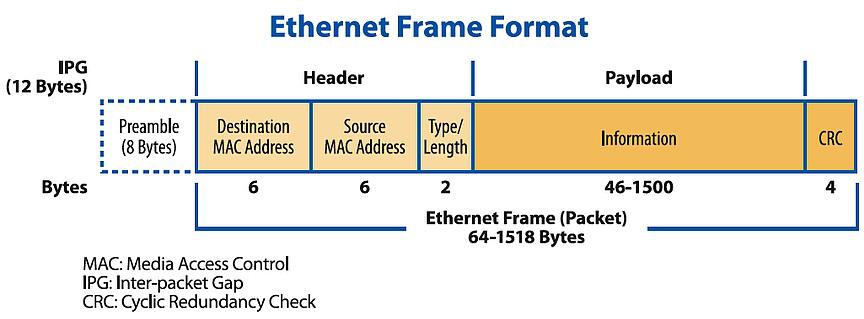 Ethernet Frame Format
IPG
(12 Bytes)
Header
Payload
Preamble
(8 Bytes)
Destination
MAC Address
Source
MAC Address
Type/
Length
Information
CRC
Bytes
6
6
2
46-1500
4
Ethernet Frame (Packet)
64-1518 Bytes
MAC: Media Access Control
IPG: Inter-packet Gap
CRC: Cyclic Redundancy Check